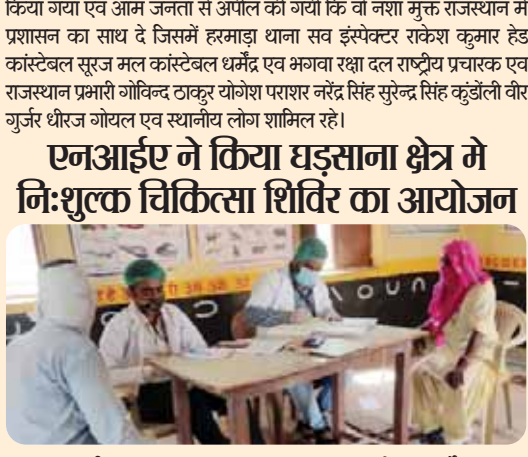 किया गया एवं आम जनता से अपील की गयी कि वो नशा मुक्त राजस्थान में
प्रशासन का साथ दे जिसमें हरमाड़ा थाना सव इंस्पेक्टर राकेश कुमार हेड
कांस्टेबल सूरज मल कांस्टेबल धर्मेंद्र एव भगवा रक्षा दल राष्ट्रीय प्रचारक एव
राजस्थान प्रभारी गोविन्द ठाकुर योगेश पराशर नरेंद्र सिंह सुरेन्द्र सिंह कुंडोंली वीर
गुर्जर धीरज गोयल एव स्थानीय लोग शामिल रहे।
एनआईए ने किया घड़साना क्षेत्र मे
निःशुल्क चिकित्सा शिविर का आयोजन